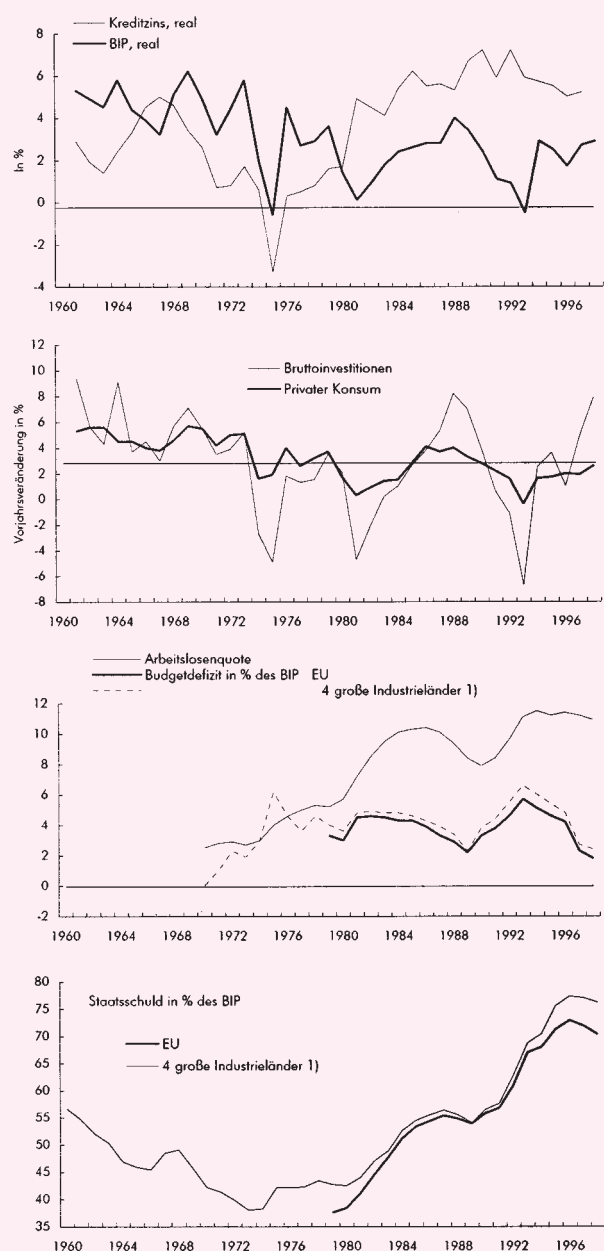 Kreditzins, real
BIP, real
In %
8
6
4
2
0
-2
-4
1960 1964 1968 1972 1976 1980 1984 1988 1992 1996
Bruttoinvestitionen
Privater Konsum
Vorjahrsveränderung in %
12
10
8
6
4
2
0
-2
-4
-6
-8
1960 1964 1968 1972 1976 1980 1984 1988 1992 1996
Arbeitslosenquote
Budgetdefizit in % des BIP EU
4 große Industrieländer 1)
12
10
8
6
4
2
0
-2
1960 1964 1968 1972 1976 1980 1984 1988 1992 1996
Staatsschuld in % des BIP
EU
4 große Industrieländer 1)
80
75
70
65
60
55
50
45
40
35
1960 1964 1968 1972 1976 1980 1984 1988 1992 1996